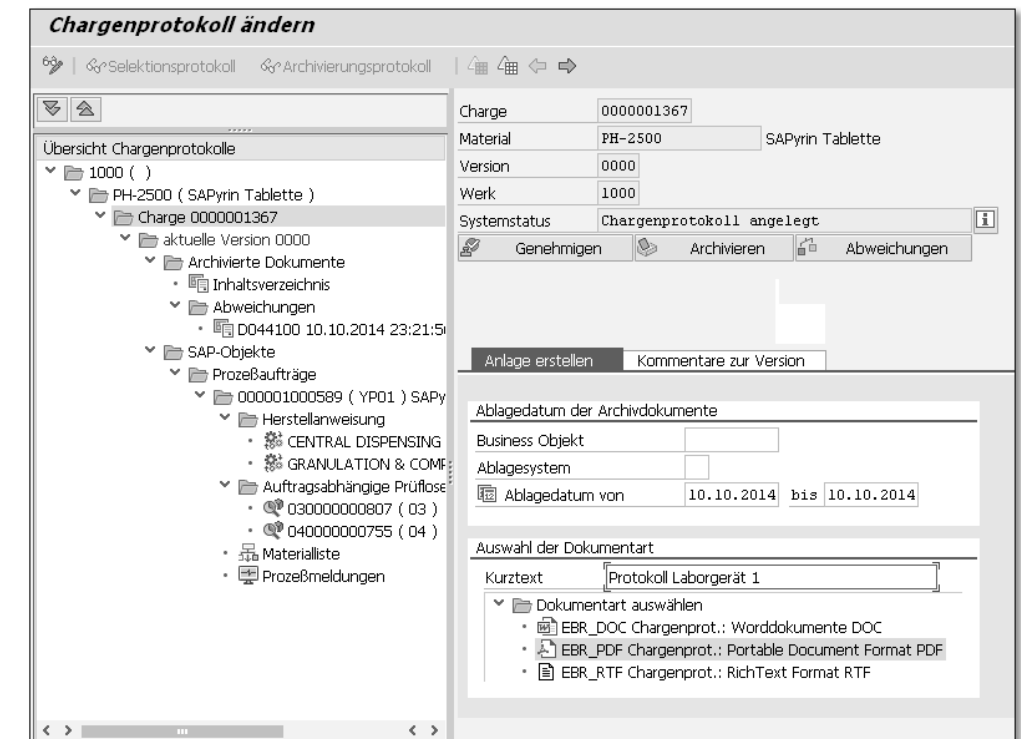 Chargenprotokoll ändern
Selektionsprotokoll Archivierungsprotokoll
Übersicht Chargenprotokolle
1000 ( )
PH-2500 ( SAPyrin Tablette )
Charge 0000001367
aktuelle Version 0000
Archivierte Dokumente
Inhaltsverzeichnis
Abweichungen
D044100 10.10.2014 23:21:5
SAP-Objekte
Prozeßaufträge
000001000589 ( YP01 ) SAPy
Herstellanweisung
CENTRAL DISPENSING
GRANULATION & COMP
Auftragsabhängige Prüflose
030000000807 ( 03 )
040000000755 ( 04 )
Materialliste
Prozeßmeldungen
Charge 0000001367
Material PH-2500 SAPyrin Tablette
Version 0000
Werk 1000
Systemstatus Chargenprotokoll angelegt
Genehmigen Archivieren Abweichungen
Anlage erstellen Kommentare zur Version
Ablagedatum der Archivdokumente
Business Objekt
Ablagesystem
Ablagedatum von 10.10.2014 bis 10.10.2014
Auswahl der Dokumentart
Kurztext Protokoll Laborgerät 1
Dokumentart auswählen
EBR_DOC Chargenprot.: Worddokumente DOC
EBR_PDF Chargenprot.: Portable Document Format PDF
EBR_RTF Chargenprot.: RichText Format RTF